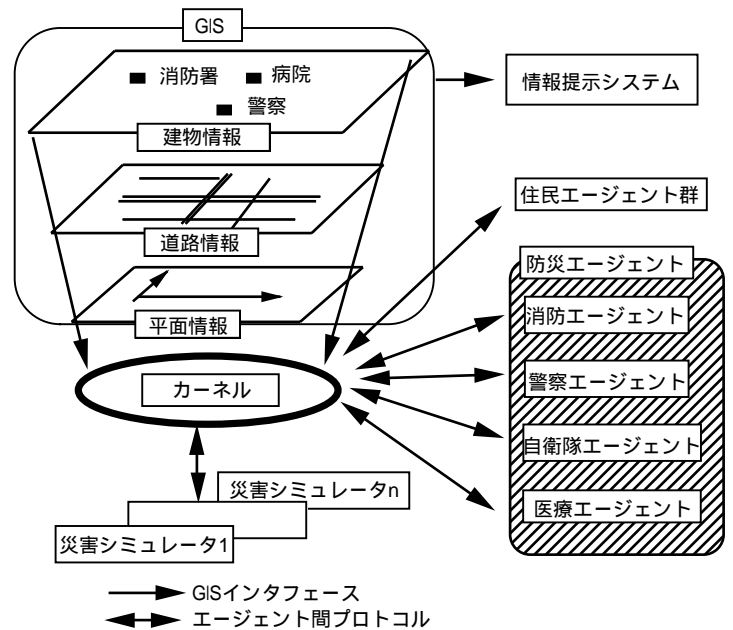 GIS
消防署
病院
警察
建物情報
道路情報
平面情報
情報提示システム
住民エージェント群
防災エージェント
消防エージェント
警察エージェント
自衛隊エージェント
医療エージェント
カーネル
災害シミュレータn
災害シミュレータ1
GISインタフェース
エージェント間プロトコル